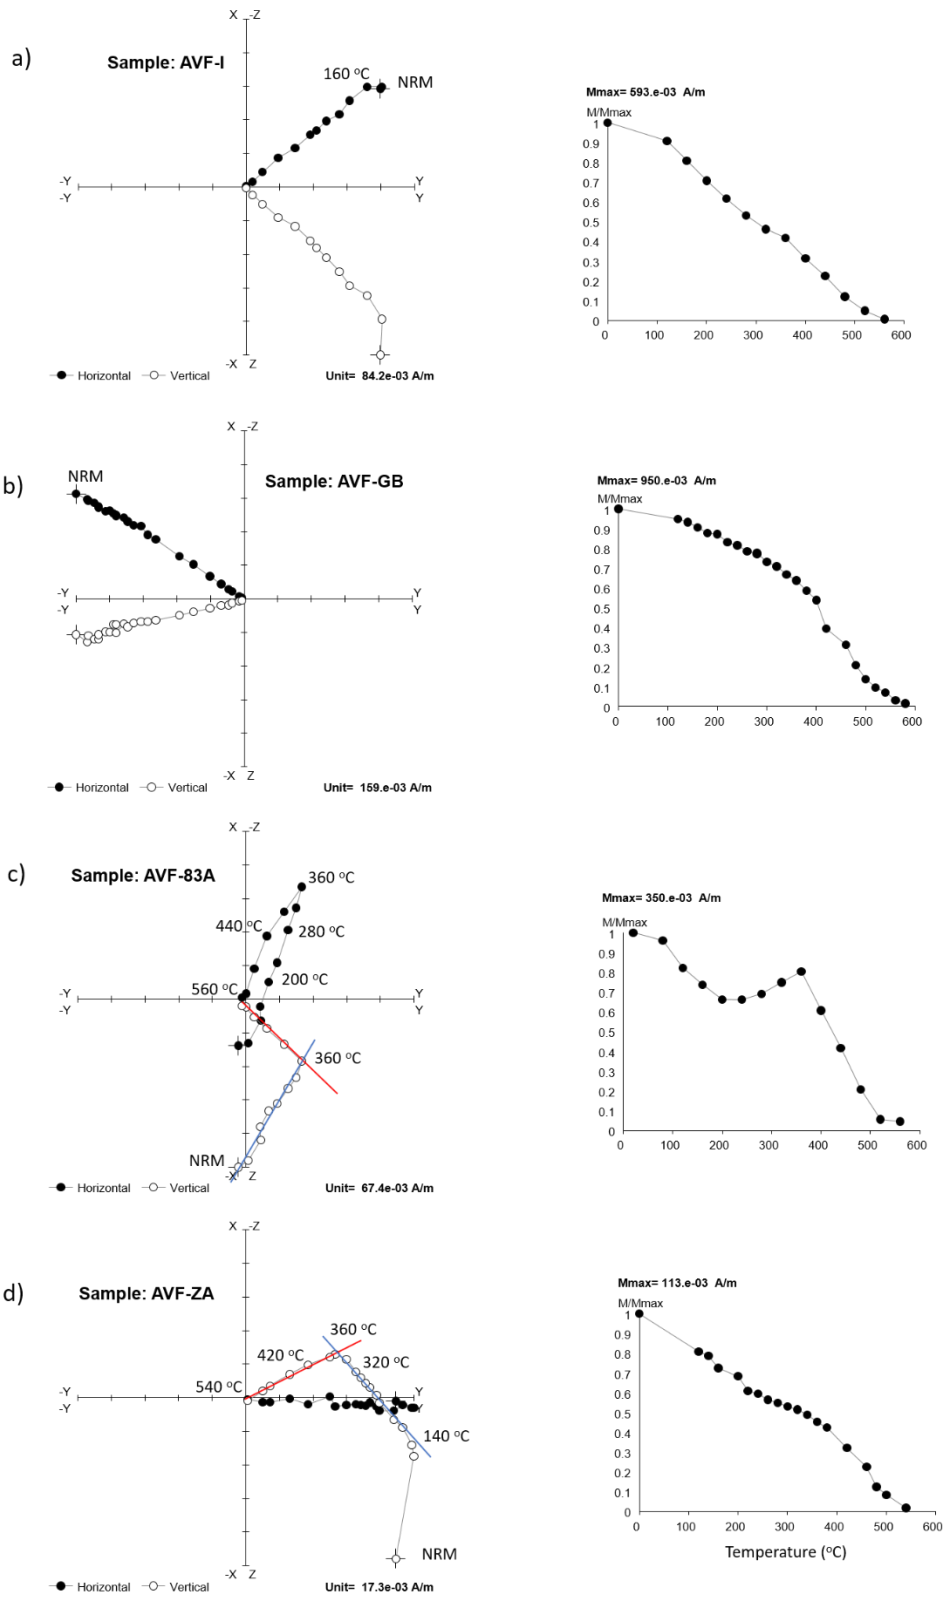 a)
Sample: AVF-I
X -Z
160 °C
NRM
-Y Y
-Y Y
-X Z
Horizontal Vertical
Unit= 84.2e-03 A/m
Mmax= 593.e-03 A/m
M/Mmax
1
0.9
0.8
0.7
0.6
0.5
0.4
0.3
0.2
0.1
0
0 100 200 300 400 500 600
b)
Sample: AVF-GB
X -Z
NRM
-Y Y
-Y Y
-X Z
Horizontal Vertical
Unit= 159.e-03 A/m
Mmax= 950.e-03 A/m
M/Mmax
1
0.9
0.8
0.7
0.6
0.5
0.4
0.3
0.2
0.1
0
0 100 200 300 400 500 600
c)
Sample: AVF-83A
X -Z
360 °C
440 °C
280 °C
200 °C
560 °C
-Y Y
-Y Y
360 °C
NRM
-X Z
Horizontal Vertical
Unit= 67.4e-03 A/m
Mmax= 350.e-03 A/m
M/Mmax
1
0.9
0.8
0.7
0.6
0.5
0.4
0.3
0.2
0.1
0
0 100 200 300 400 500 600
d)
Sample: AVF-ZA
X -Z
360 °C
420 °C
320 °C
540 °C
-Y Y
-Y Y
140 °C
NRM
-X Z
Horizontal Vertical
Unit= 17.3e-03 A/m
Mmax= 113.e-03 A/m
M/Mmax
1
0.9
0.8
0.7
0.6
0.5
0.4
0.3
0.2
0.1
0
0 100 200 300 400 500 600
Temperature (°C)